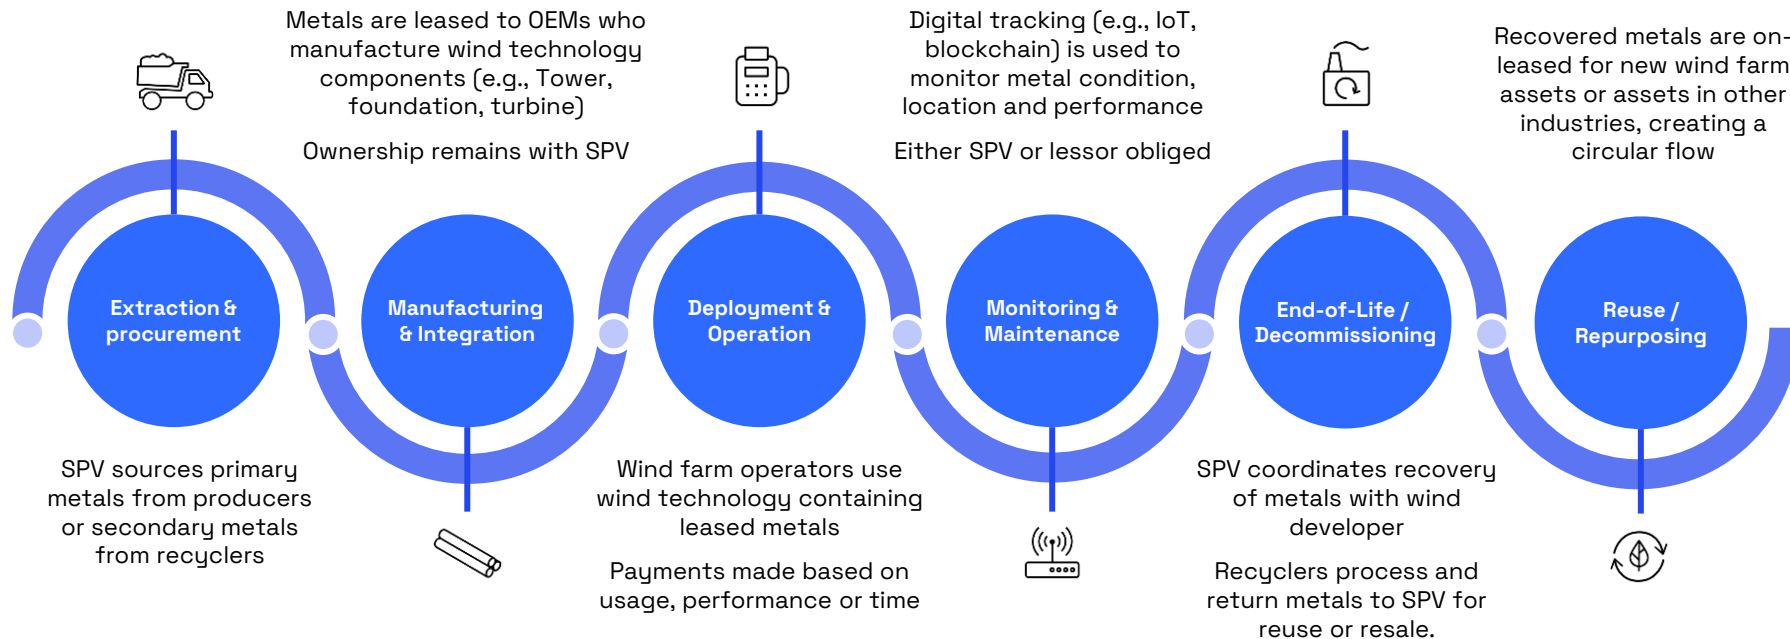 Metals are leased to OEMs who
manufacture wind technology
components (e.g., Tower,
foundation, turbine)
Ownership remains with SPV
Digital tracking (e.g., IoT,
blockchain) is used to
monitor metal condition,
location and performance
Either SPV or lessor obliged
Recovered metals are on-
leased for new wind farm
assets or assets in other
industries, creating a
circular flow
Extraction &
procurement
Manufacturing
& Integration
Deployment &
Operation
Monitoring &
Maintenance
End-of-Life /
Decommissioning
Reuse /
Repurposing
SPV sources primary
metals from producers
or secondary metals
from recyclers
Wind farm operators use
wind technology containing
leased metals
Payments made based on
usage, performance or time
SPV coordinates recovery
of metals with wind
developer
Recyclers process and
return metals to SPV for
reuse or resale.